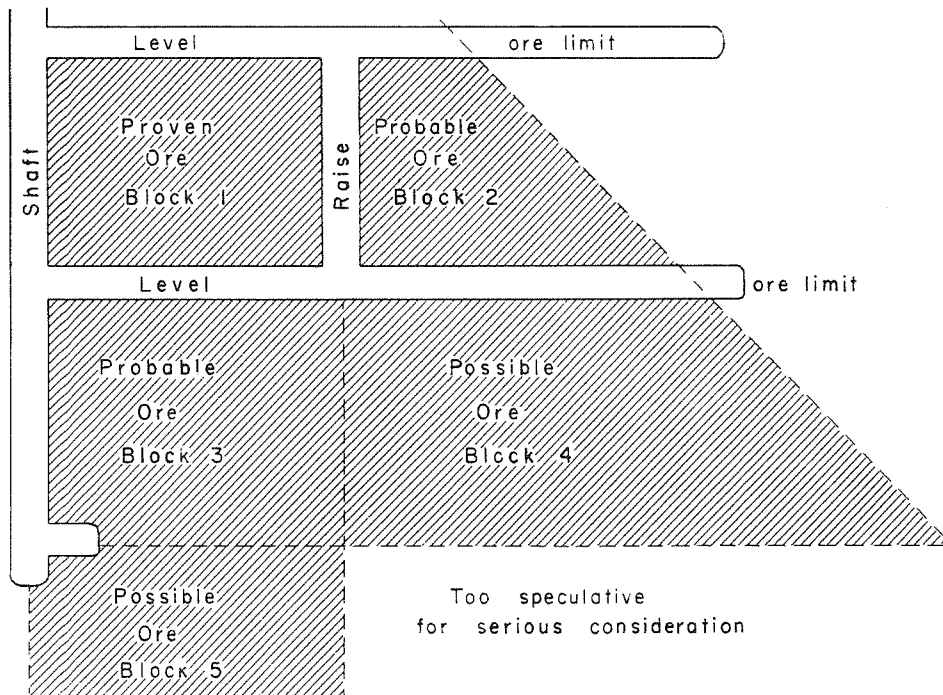 Level
ore limit
Shaft
Proven
Ore
Block 1
Raise
Probable
Ore
Block 2
Level
ore limit
Probable
Ore
Block 3
Possible
Ore
Block 4
Possible
Ore
Block 5
Too speculative
for serious consideration